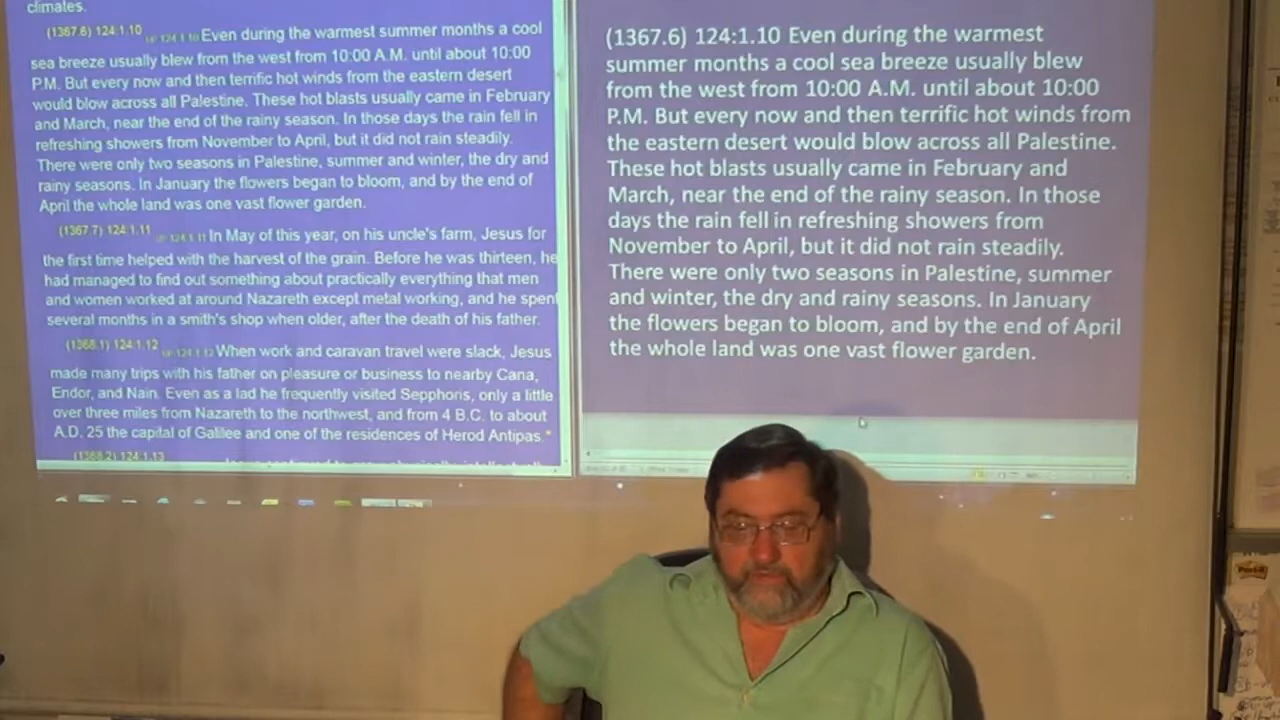 climates.
(1367.6) 124:1.10 Even during the warmest summer months a cool
sea breeze usually blew from the west from 10:00 A.M. until about 10:00
P.M. But every now and then terrific hot winds from the eastern desert
would blow across all Palestine. These hot blasts usually came in February
and March, near the end of the rainy season. In those days the rain fell in
refreshing showers from November to April, but it did not rain steadily.
There were only two seasons in Palestine, summer and winter, the dry and
rainy seasons. In January the flowers began to bloom, and by the end of
April the whole land was one vast flower garden.
(1367.7) 124:1.11 In May of this year, on his uncle's farm, Jesus for
the first time helped with the harvest of the grain. Before he was thirteen, he
had managed to find out something about practically everything that men
and women worked at around Nazareth except metal working, and he spent
several months in a smith's shop when older, after the death of his father.
(1368.1) 124:1.12 When work and caravan travel were slack, Jesus
made many trips with his father on pleasure or business to nearby Cana,
Endor, and Nain. Even as a lad he frequently visited Sepphoris, only a little
over three miles from Nazareth to the northwest, and from 4 B.C. to about
A.D. 25 the capital of Galilee and one of the residences of Herod Antipas.*
(1368.2) 124:1.13
(1367.6) 124:1.10 Even during the warmest
summer months a cool sea breeze usually blew
from the west from 10:00 A.M. until about 10:00
P.M. But every now and then terrific hot winds from
the eastern desert would blow across all Palestine.
These hot blasts usually came in February and
March, near the end of the rainy season. In those
days the rain fell in refreshing showers from
November to April, but it did not rain steadily.
There were only two seasons in Palestine, summer
and winter, the dry and rainy seasons. In January
the flowers began to bloom, and by the end of April
the whole land was one vast flower garden.
Post-it